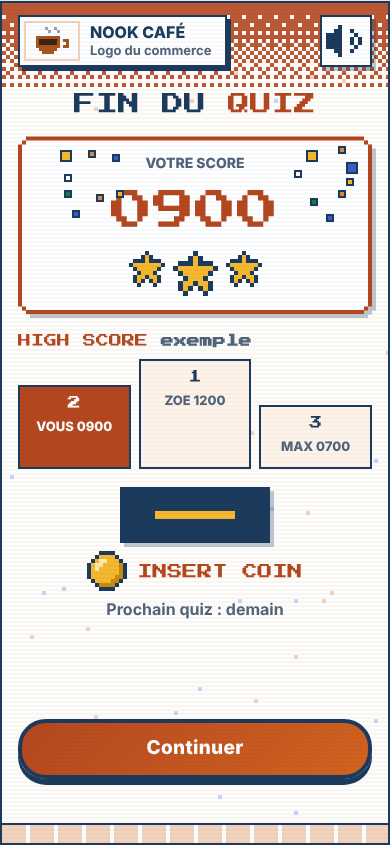 NOOK CAFÉ
Logo du commerce
FIN DU QUIZ
VOTRE SCORE
0900
HIGH SCORE exemple
1
ZOE 1200
2
VOUS 0900
3
MAX 0700
INSERT COIN
Prochain quiz : demain
Continuer